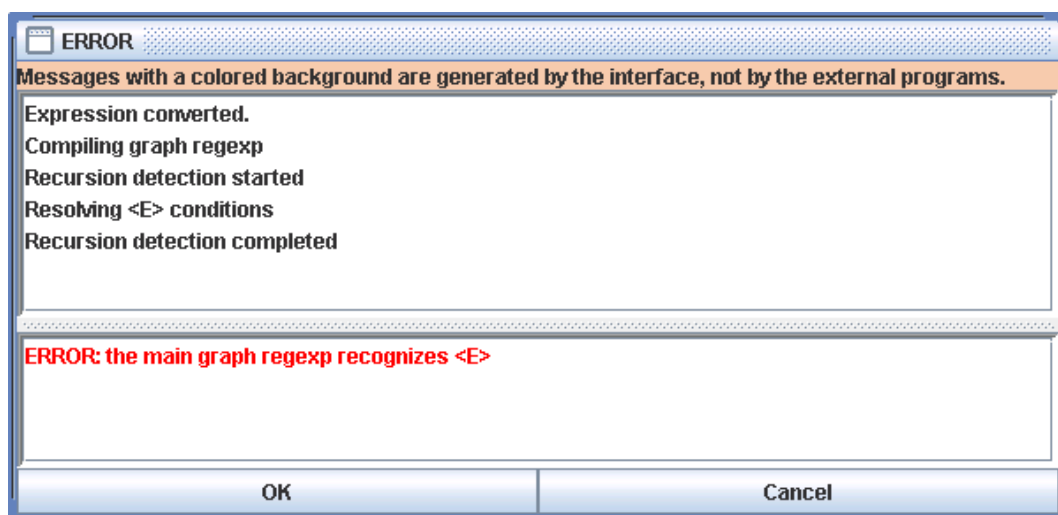 ERROR
Messages with a colored background are generated by the interface, not by the external programs.
Expression converted.
Compiling graph regexp
Recursion detection started
Resolving <E> conditions
Recursion detection completed
ERROR: the main graph regexp recognizes <E>
OK
Cancel